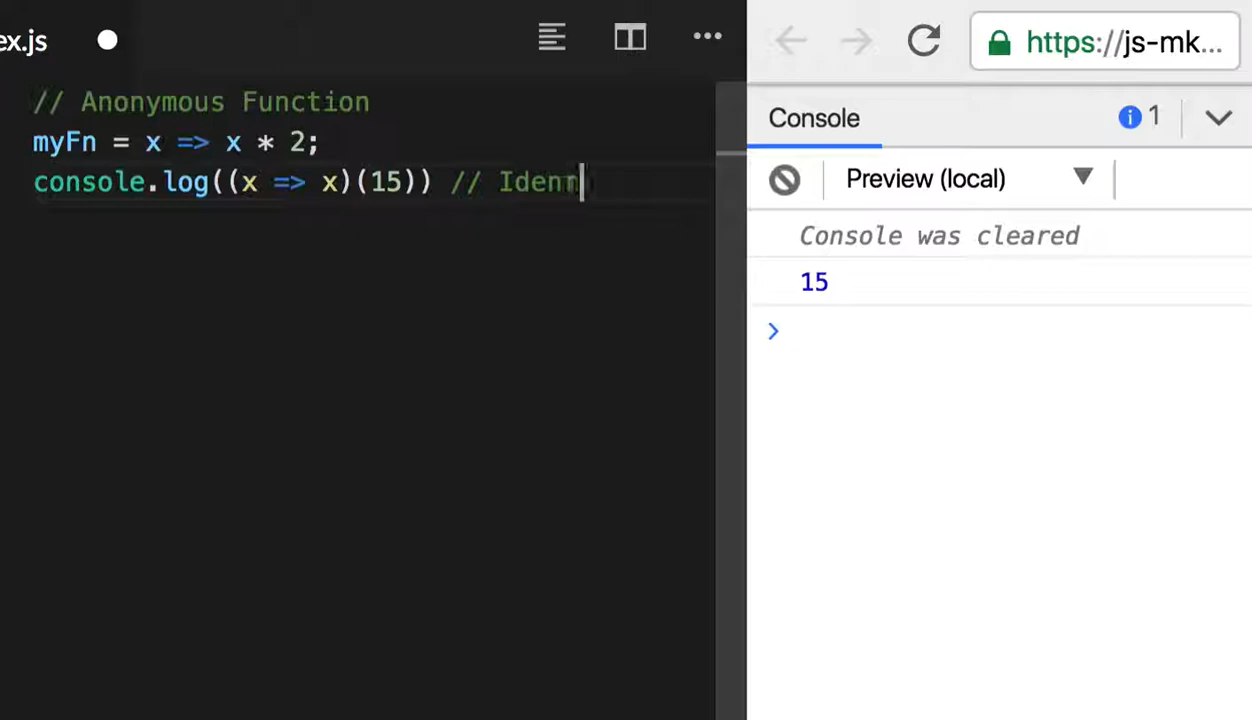 ex.js
// Anonymous Function
myFn = x => x * 2;
console.log((x => x)(15)) // Iden
https://js-mk...
Console
1
Preview (local)
Console was cleared
15
>